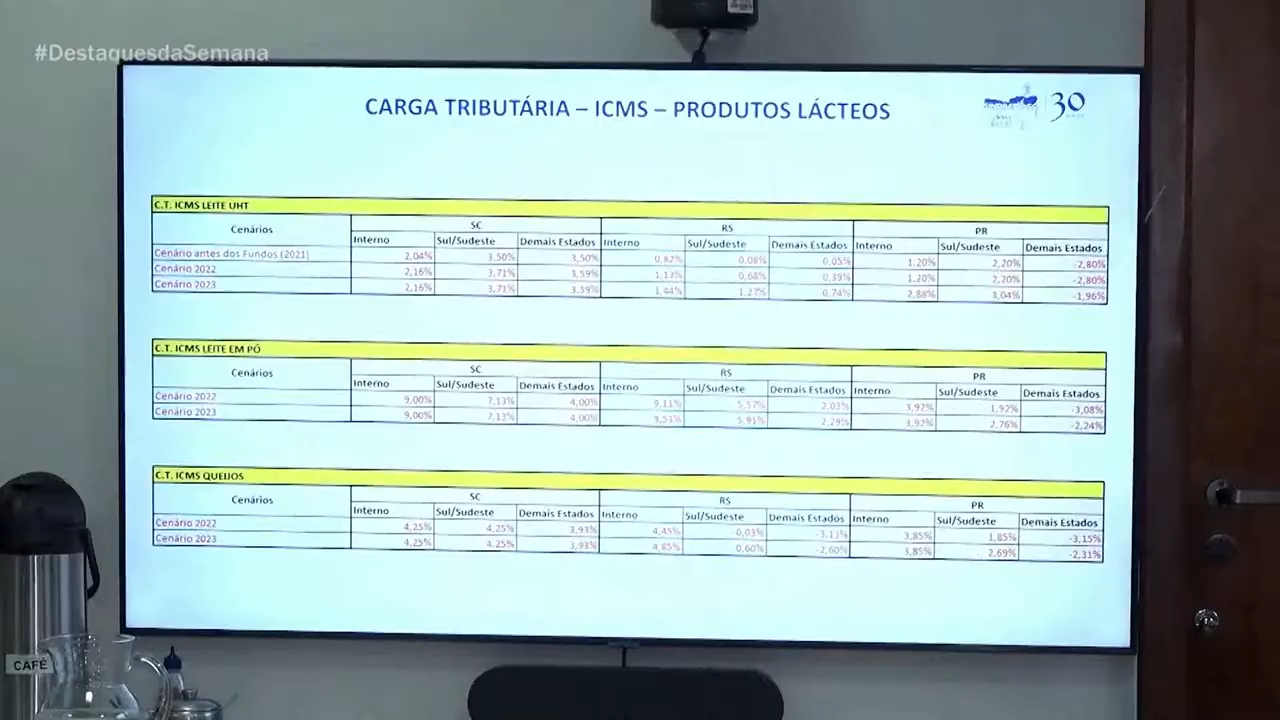 #DestaquesdaSemana
CARGA TRIBUTÁRIA – ICMS – PRODUTOS LÁCTEOS
30
C.T. ICMS LEITE UHT
Cenários SC RS PR
Interno Sul/Sudeste Demais Estados Interno Sul/Sudeste Demais Estados Interno Sul/Sudeste Demais Estados
Cenário antes dos Fundos (2021) 2,04% 3,50% 3,50% 0,82% 0,08% 0,05% 1,20% 2,20% -2,80%
Cenário 2022 2,16% 3,71% 3,59% 1,13% 0,68% 0,39% 1,20% 2,20% -2,80%
Cenário 2023 2,16% 3,71% 3,59% 1,44% 1,27% 0,74% 2,88% 3,04% -1,96%
C.T. ICMS LEITE EM PÓ
Cenários SC RS PR
Interno Sul/Sudeste Demais Estados Interno Sul/Sudeste Demais Estados Interno Sul/Sudeste Demais Estados
Cenário 2022 9,00% 7,13% 4,00% 9,11% 5,57% 2,03% 3,92% 1,92% -3,08%
Cenário 2023 9,00% 7,13% 4,00% 9,53% 5,91% 2,29% 3,92% 2,76% -2,24%
C.T. ICMS QUEIJOS
Cenários SC RS PR
Interno Sul/Sudeste Demais Estados Interno Sul/Sudeste Demais Estados Interno Sul/Sudeste Demais Estados
Cenário 2022 4,25% 4,25% 3,93% 4,45% 0,03% -3,13% 3,85% 1,85% -3,15%
Cenário 2023 4,25% 4,25% 3,93% 4,85% 0,60% -2,60% 3,85% 2,69% -2,31%
CAFÉ